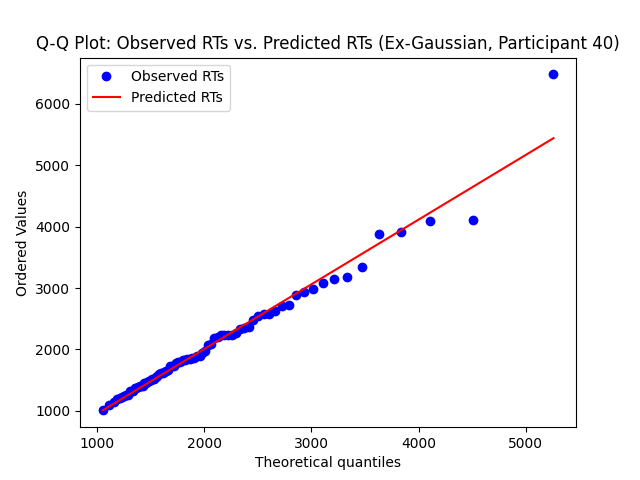 Q-Q Plot: Observed RTs vs. Predicted RTs (Ex-Gaussian, Participant 40)
Observed RTs
Predicted RTs
Ordered Values
6000
5000
4000
3000
2000
1000
1000 2000 3000 4000 5000
Theoretical quantiles